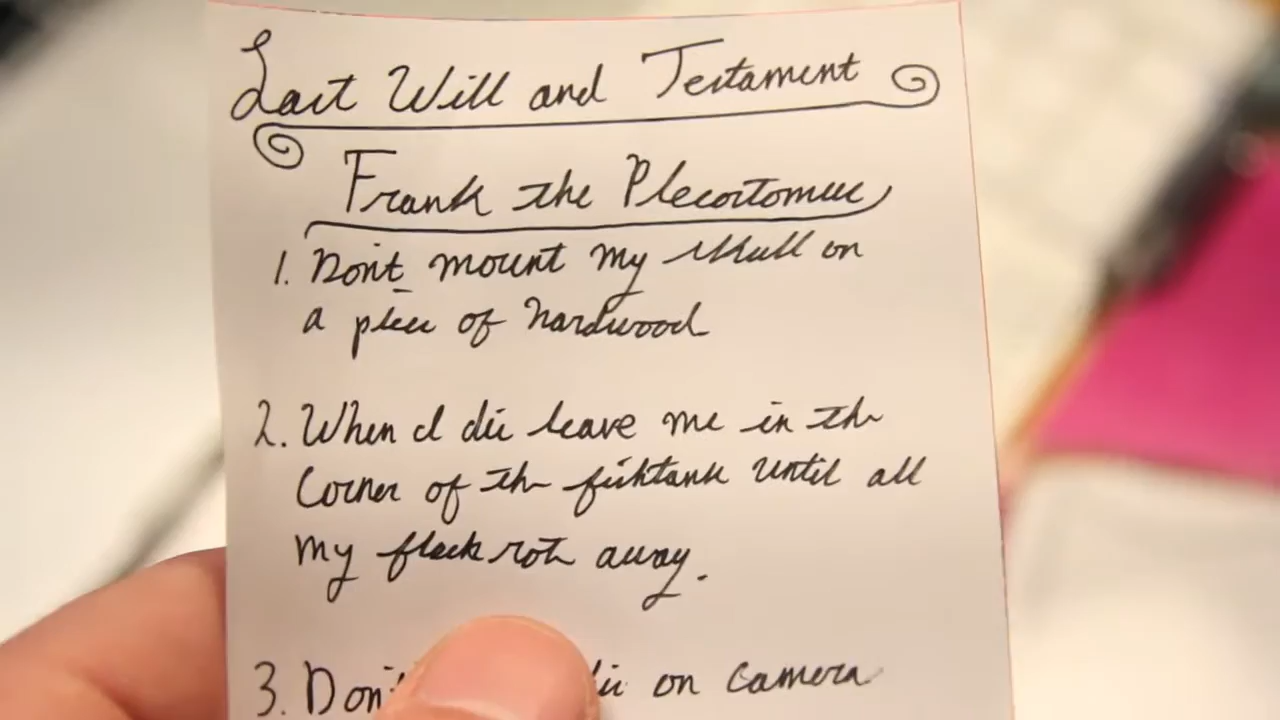 Last Will and Testament
Frank the Plecostomus
1. Don't mount my skull on
a piece of hardwood
2. When I die leave me in the
corner of the fishtank until all
my flesh rots away.
3. Don't on camera